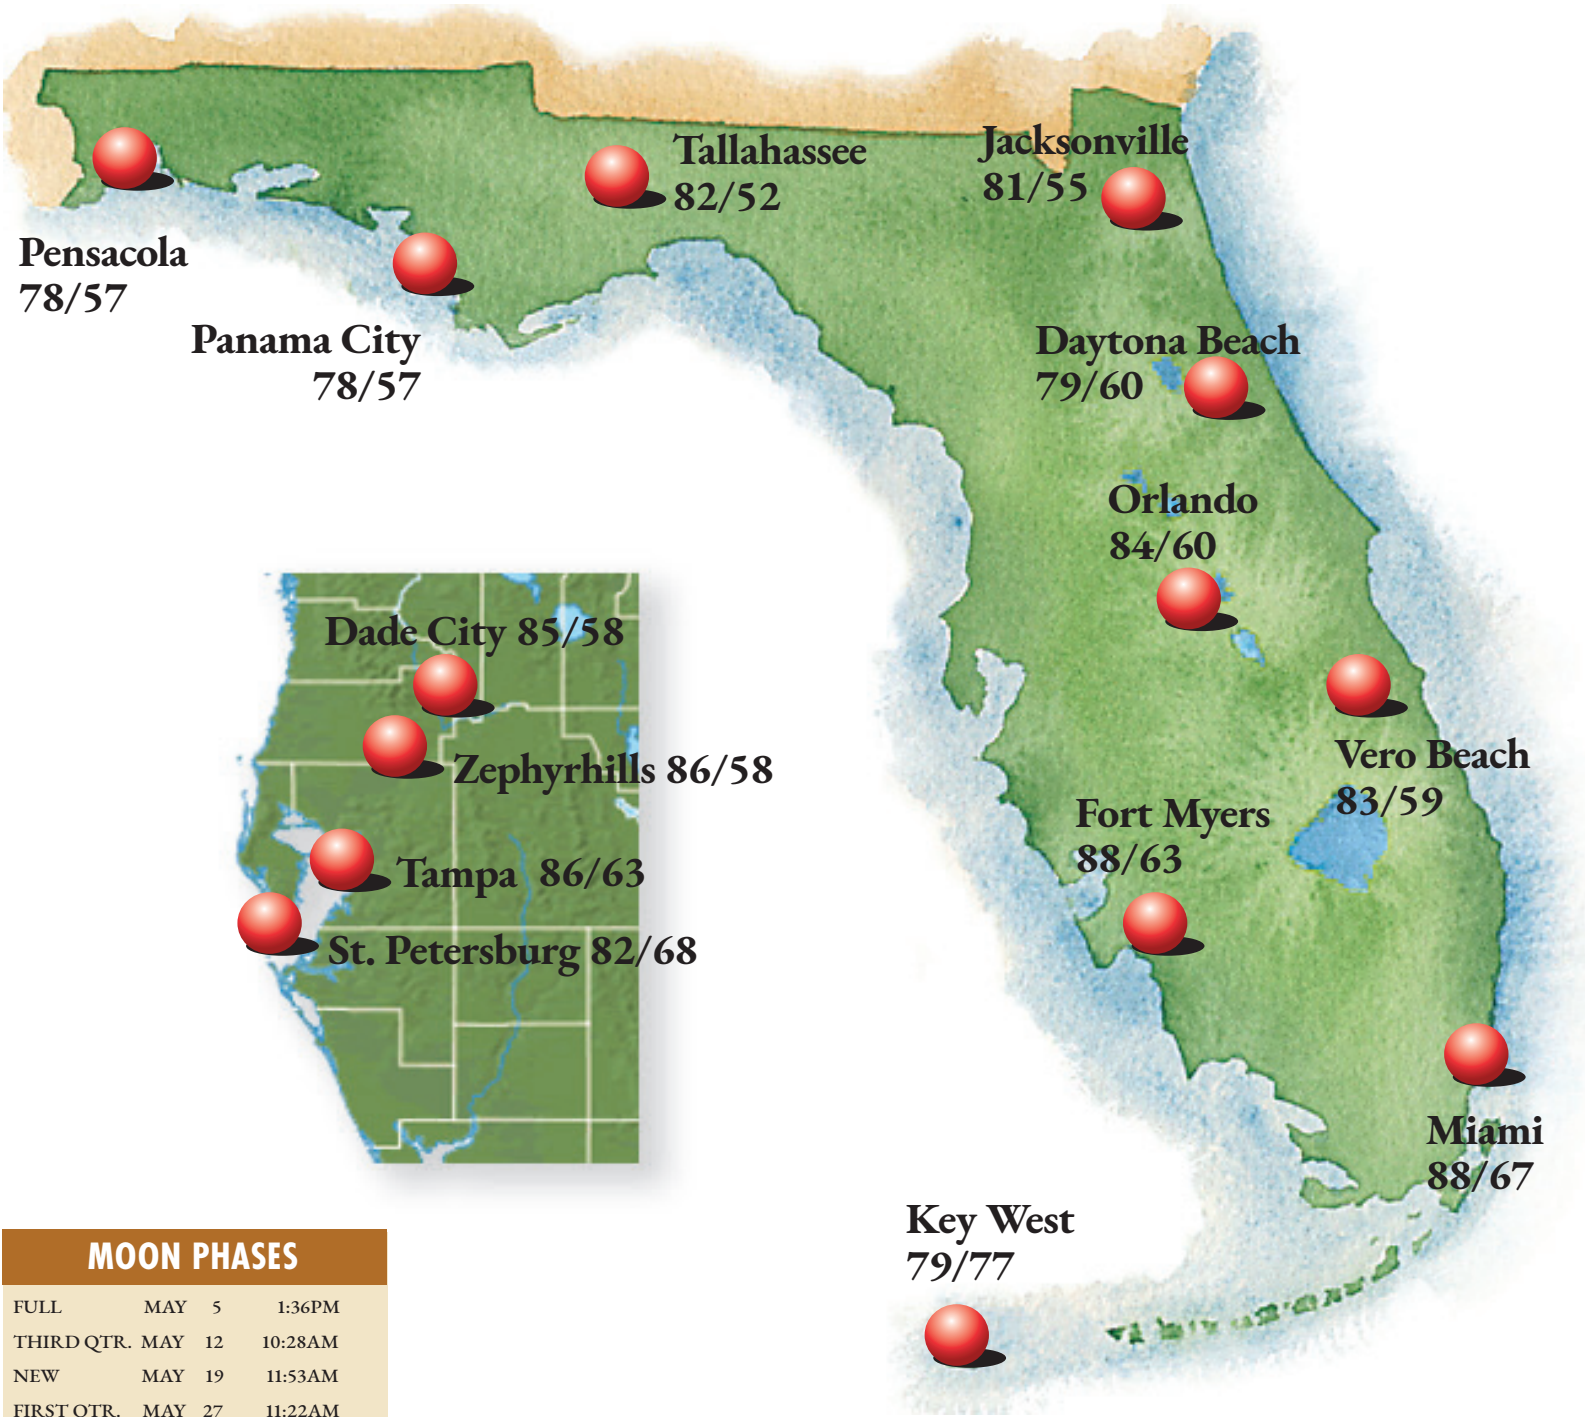 Tallahassee
82/52
Jacksonville
81/55
Pensacola
78/57
Panama City
78/57
Daytona Beach
79/60
Orlando
84/60
Dade City 85/58
Zephyrhills 86/58
Tampa 86/63
St. Petersburg 82/68
Vero Beach
83/59
Fort Myers
88/63
Miami
88/67
Key West
79/77
MOON PHASES
FULL MAY 5 1:36PM
THIRD QTR. MAY 12 10:28AM
NEW MAY 19 11:53AM
FIRST QTR. MAY 27 11:22AM